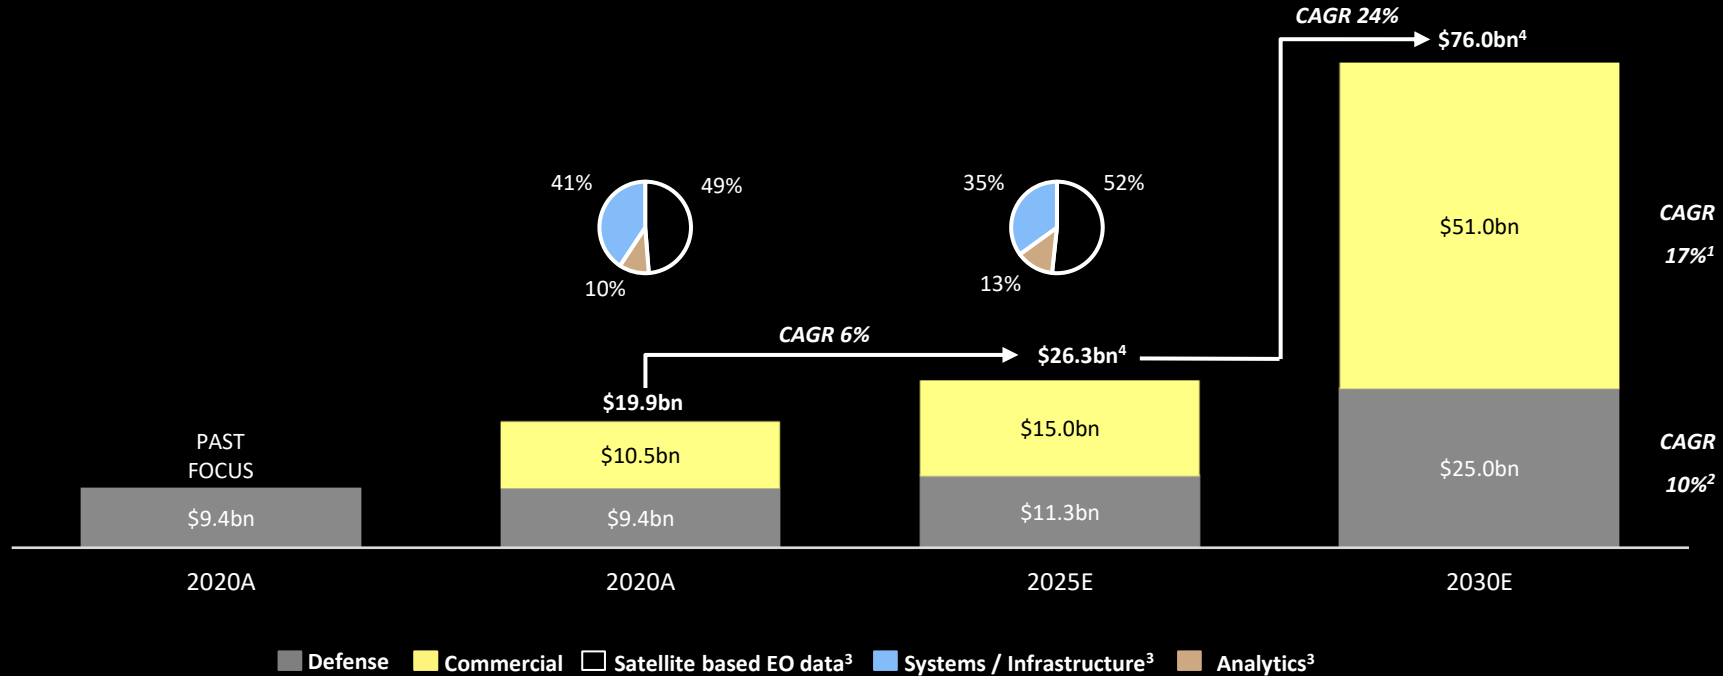 CAGR 24%
$76.0bn⁴
41%
49%
10%
35%
52%
13%
CAGR 6%
$26.3bn⁴
$19.9bn
PAST
FOCUS
$9.4bn
$10.5bn
$9.4bn
$15.0bn
$11.3bn
$51.0bn
$25.0bn
CAGR
17%¹
CAGR
10%²
2020A
2020A
2025E
2030E
Defense
Commercial
Satellite based EO data³
Systems / Infrastructure³
Analytics³